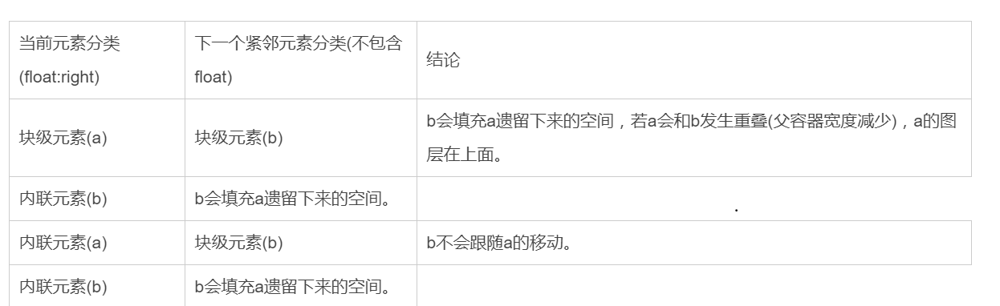 当前元素分类
(float:right)
下一个紧邻元素分类(不包含
float)
结论
块级元素(a)
块级元素(b)
b会填充a遗留下来的空间，若a会和b发生重叠(父容器宽度减少)，a的图
层在上面。
内联元素(b)
b会填充a遗留下来的空间。
内联元素(a)
块级元素(b)
b不会跟随a的移动。
内联元素(b)
b会填充a遗留下来的空间。